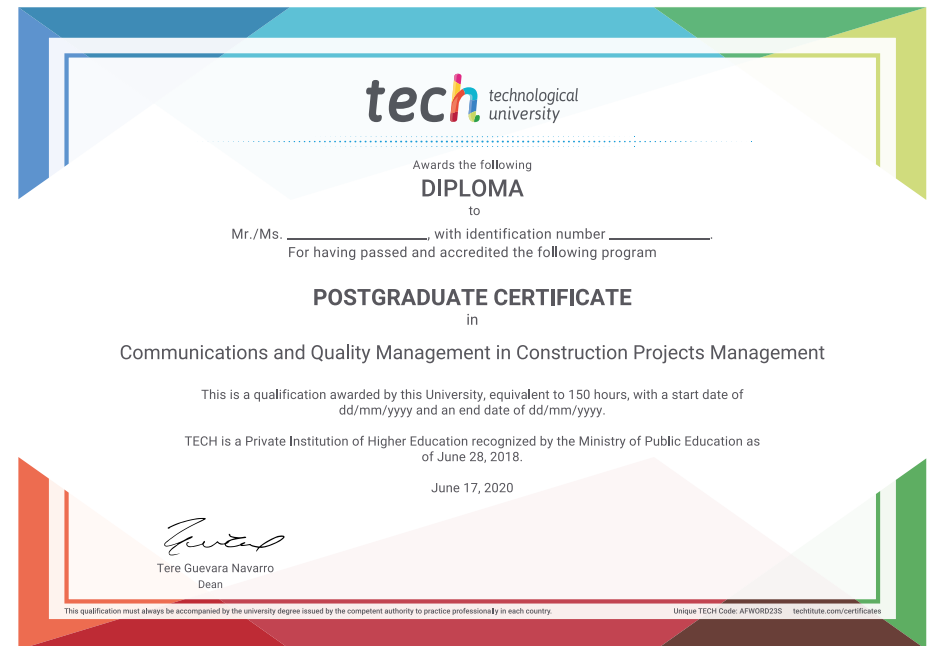 tech technological
university
Awards the following
DIPLOMA
to
Mr./Ms. ____________________, with identification number ______________.
For having passed and accredited the following program
POSTGRADUATE CERTIFICATE
in
Communications and Quality Management in Construction Projects Management
This is a qualification awarded by this University, equivalent to 150 hours, with a start date of
dd/mm/yyyy and an end date of dd/mm/yyyy.
TECH is a Private Institution of Higher Education recognized by the Ministry of Public Education as
of June 28, 2018.
June 17, 2020
Tere Guevara Navarro
Dean
This qualification must always be accompanied by the university degree issued by the competent authority to practice professionally in each country. Unique TECH Code: AFWORD23S techtitute.com/certificates